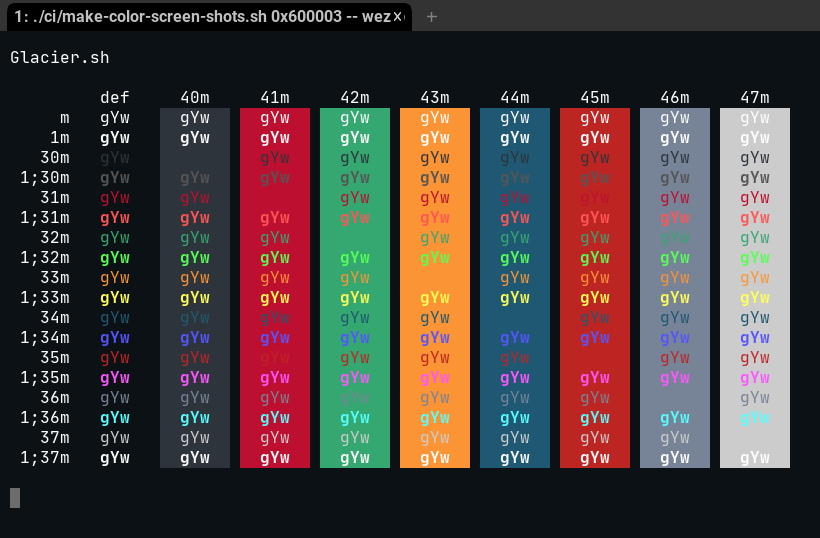 1: ./ci/make-color-screen-shots.sh 0x600003 -- wez
Glacier.sh
def 40m 41m 42m 43m 44m 45m 46m 47m
m gYw gYw gYw gYw gYw gYw gYw gYw gYw
1m gYw gYw gYw gYw gYw gYw gYw gYw gYw
30m gYw gYw gYw gYw gYw gYw gYw gYw
1;30m gYw gYw gYw gYw gYw gYw gYw gYw gYw
31m gYw gYw gYw gYw gYw gYw gYw gYw
1;31m gYw gYw gYw gYw gYw gYw gYw gYw gYw
32m gYw gYw gYw gYw gYw gYw gYw gYw
1;32m gYw gYw gYw gYw gYw gYw gYw gYw gYw
33m gYw gYw gYw gYw gYw gYw gYw gYw
1;33m gYw gYw gYw gYw gYw gYw gYw gYw gYw
34m gYw gYw gYw gYw gYw gYw gYw gYw
1;34m gYw gYw gYw gYw gYw gYw gYw gYw gYw
35m gYw gYw gYw gYw gYw gYw gYw gYw
1;35m gYw gYw gYw gYw gYw gYw gYw gYw gYw
36m gYw gYw gYw gYw gYw gYw gYw gYw
1;36m gYw gYw gYw gYw gYw gYw gYw gYw gYw
37m gYw gYw gYw gYw gYw gYw gYw gYw
1;37m gYw gYw gYw gYw gYw gYw gYw gYw gYw